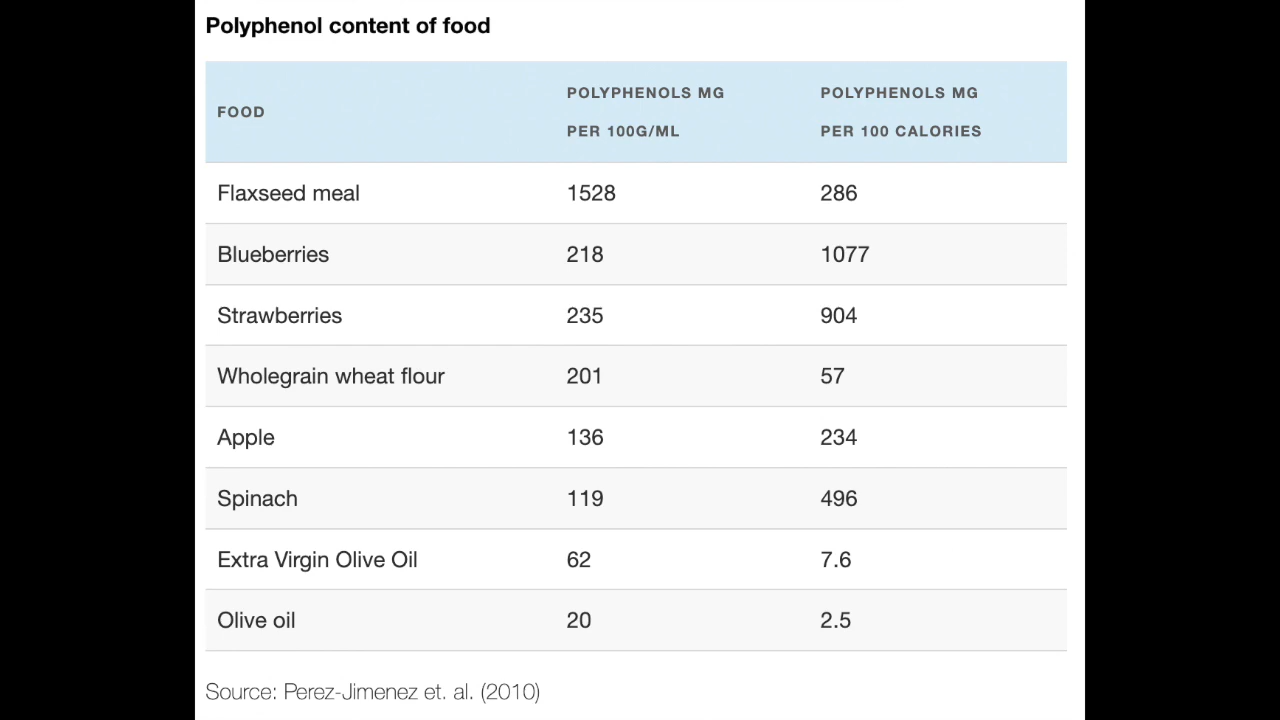 Polyphenol content of food
FOOD
POLYPHENOLS MG
PER 100G/ML
POLYPHENOLS MG
PER 100 CALORIES
Flaxseed meal 1528 286
Blueberries 218 1077
Strawberries 235 904
Wholegrain wheat flour 201 57
Apple 136 234
Spinach 119 496
Extra Virgin Olive Oil 62 7.6
Olive oil 20 2.5
Source: Perez-Jimenez et. al. (2010)